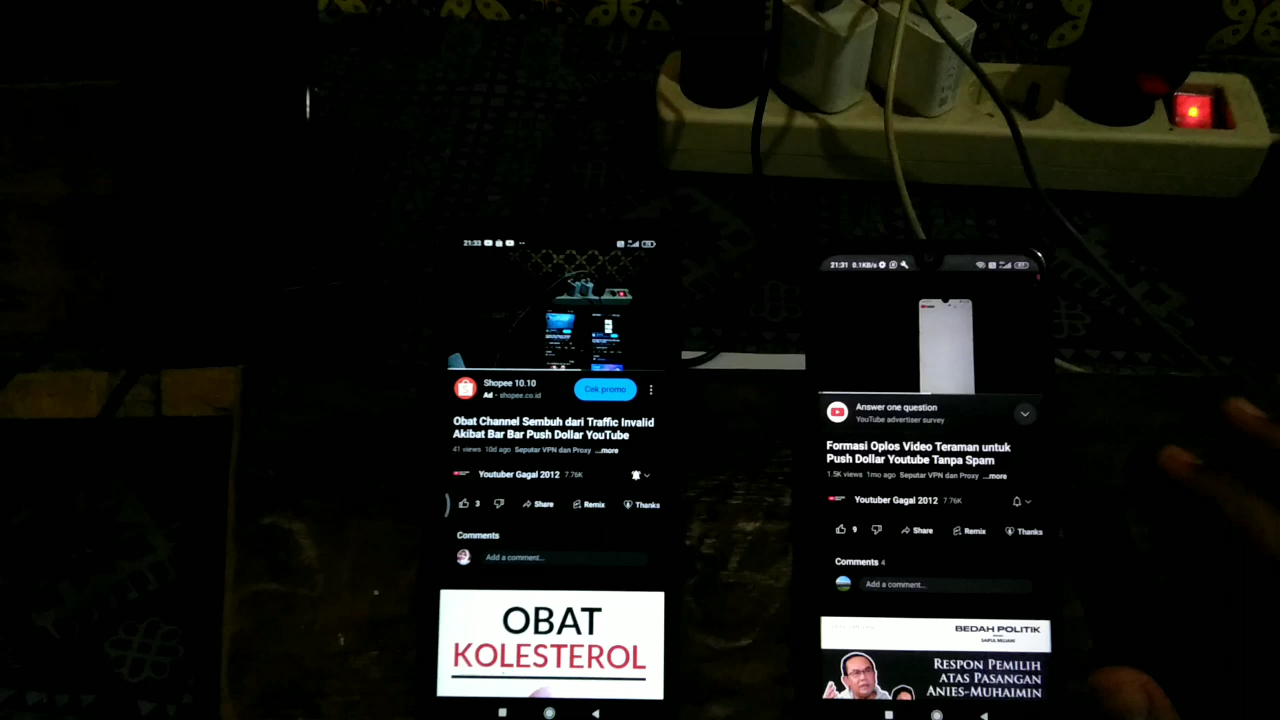 21:33
Shopee 10.10
Ad · shopee.co.id
Cek promo
Obat Channel Sembuh dari Traffic Invalid
Akibat Bar Bar Push Dollar YouTube
41 views 10d ago Seputar VPN dan Proxy ...more
Youtuber Gagal 2012 7.76K
3 Share Remix Thanks
Comments
Add a comment...
OBAT
KOLESTEROL
21:31 0.1KB/s
Answer one question
YouTube advertiser survey
Formasi Oplos Video Teraman untuk
Push Dollar Youtube Tanpa Spam
1.5K views 1mo ago Seputar VPN dan Proxy ...more
Youtuber Gagal 2012 7.76K
9 Share Remix Thanks
Comments 4
Add a comment...
BEDAH POLITIK
SAIFUL MUJANI
RESPON PEMILIH
ATAS PASANGAN
ANIES-MUHAIMIN